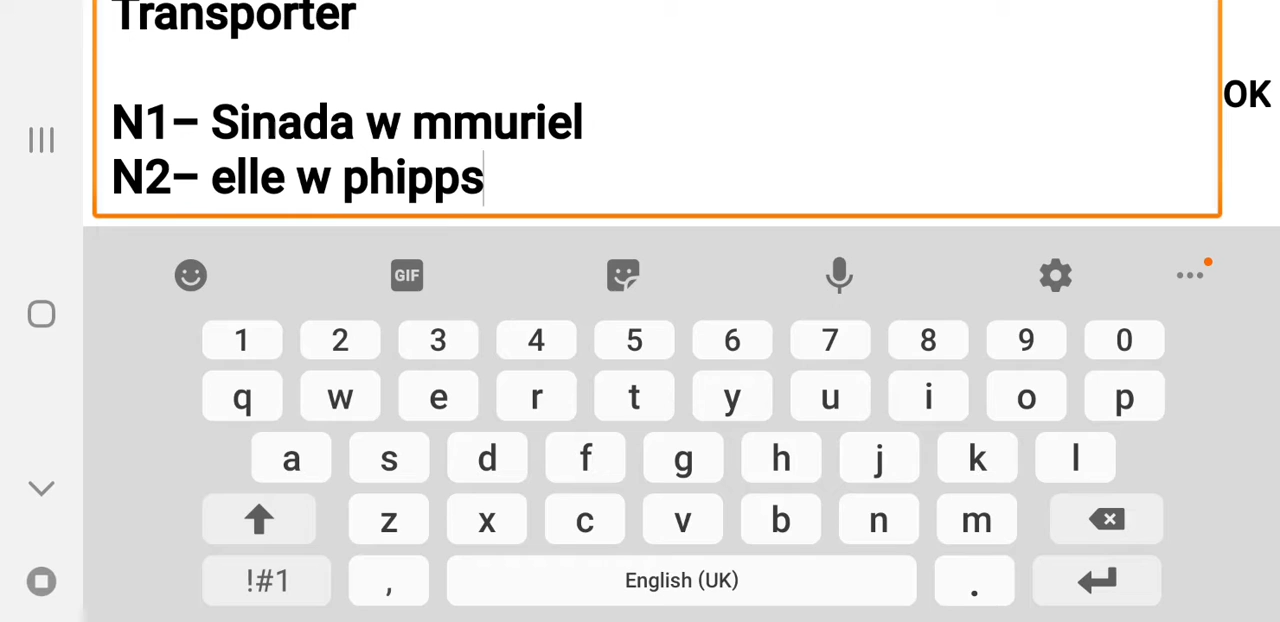 Transporter
N1– Sinada w mmuriel
OK
N2– elle w phipps
GIF
1 2 3 4 5 6 7 8 9 0
q w e r t y u i o p
a s d f g h j k l
z x c v b n m
!#1 , English (UK) .